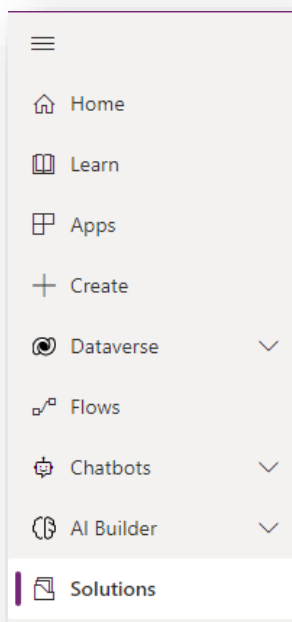 Home
Learn
Apps
Create
Dataverse
Flows
Chatbots
AI Builder
Solutions